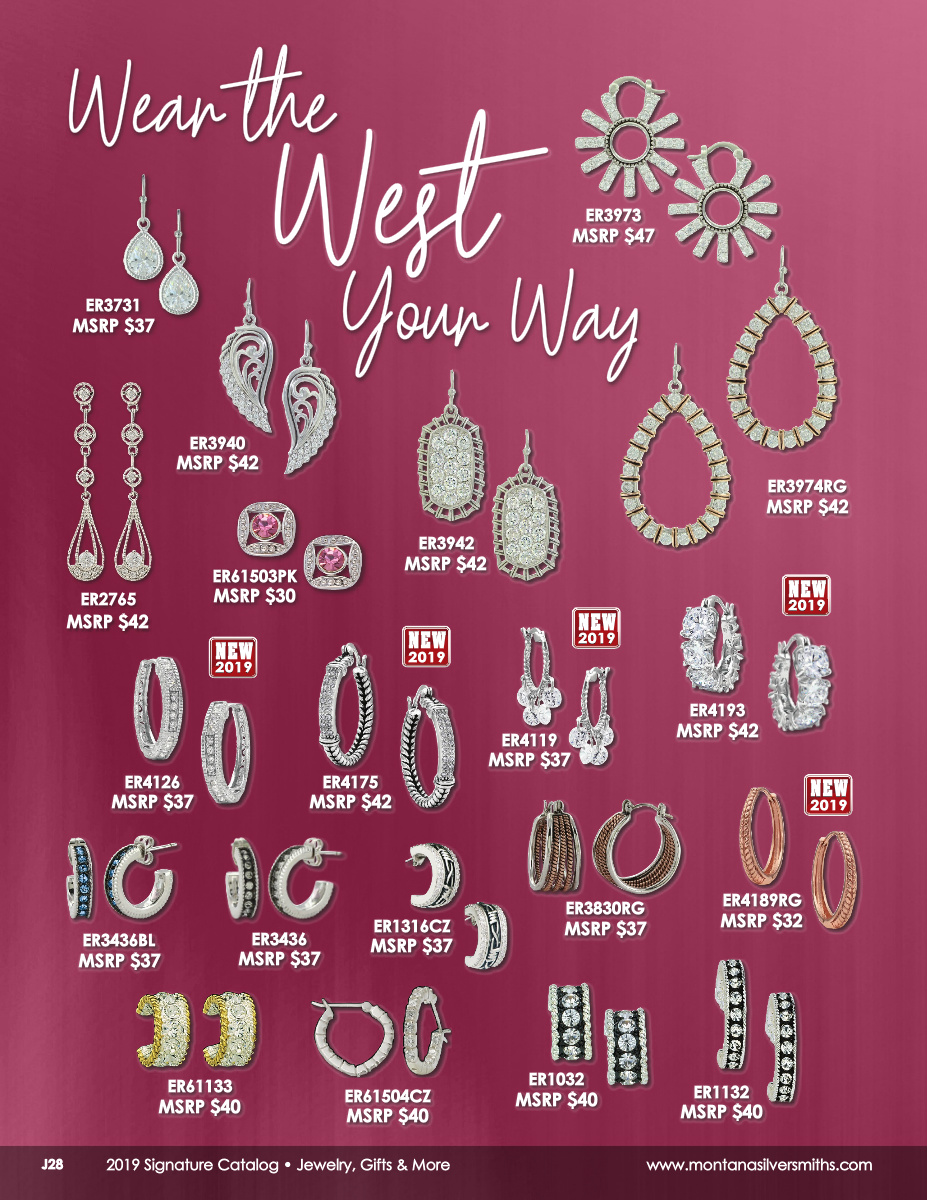 Wear the
West
Your Way
ER3973
MSRP $47
ER3731
MSRP $37
ER3940
MSRP $42
ER3974RG
MSRP $42
ER3942
MSRP $42
ER61503PK
MSRP $30
ER2765
MSRP $42
NEW
2019
NEW
2019
NEW
2019
NEW
2019
ER4193
MSRP $42
ER4119
MSRP $37
ER4126
MSRP $37
ER4175
MSRP $42
NEW
2019
ER3436BL
MSRP $37
ER3436
MSRP $37
ER1316CZ
MSRP $37
ER3830RG
MSRP $37
ER4189RG
MSRP $32
ER61133
MSRP $40
ER61504CZ
MSRP $40
ER1032
MSRP $40
ER1132
MSRP $40
J28 2019 Signature Catalog • Jewelry, Gifts & More www.montanasilversmiths.com